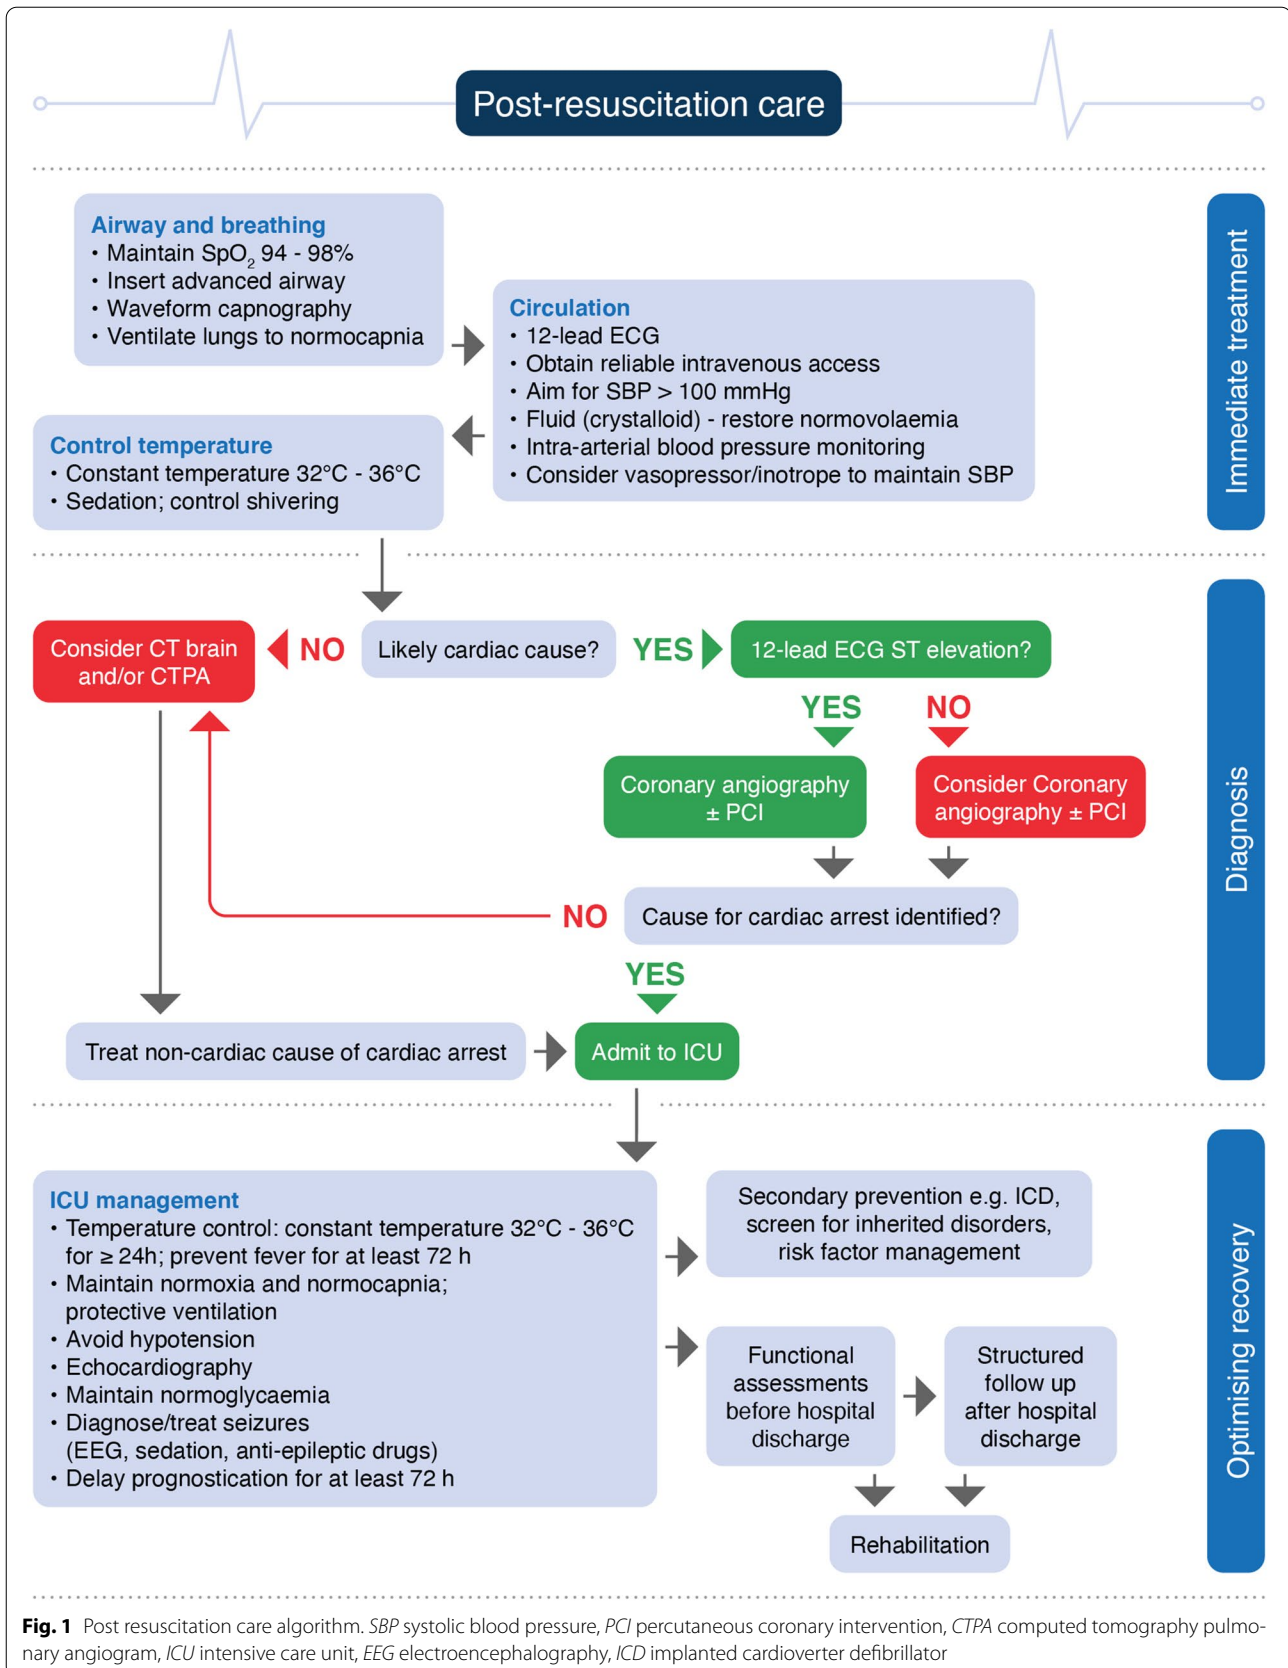 Post-resuscitation care
Immediate treatment
Airway and breathing
• Maintain SpO₂ 94 - 98%
• Insert advanced airway
• Waveform capnography
• Ventilate lungs to normocapnia
Circulation
• 12-lead ECG
• Obtain reliable intravenous access
• Aim for SBP > 100 mmHg
• Fluid (crystalloid) - restore normovolaemia
• Intra-arterial blood pressure monitoring
• Consider vasopressor/inotrope to maintain SBP
Control temperature
• Constant temperature 32°C - 36°C
• Sedation; control shivering
Diagnosis
Likely cardiac cause?
NO
Consider CT brain
and/or CTPA
YES
12-lead ECG ST elevation?
YES
NO
Coronary angiography
± PCI
Consider Coronary
angiography ± PCI
Cause for cardiac arrest identified?
NO
YES
Treat non-cardiac cause of cardiac arrest
Admit to ICU
Optimising recovery
ICU management
• Temperature control: constant temperature 32°C - 36°C
for ≥ 24h; prevent fever for at least 72 h
• Maintain normoxia and normocapnia;
protective ventilation
• Avoid hypotension
• Echocardiography
• Maintain normoglycaemia
• Diagnose/treat seizures
(EEG, sedation, anti-epileptic drugs)
• Delay prognostication for at least 72 h
Secondary prevention e.g. ICD,
screen for inherited disorders,
risk factor management
Functional
assessments
before hospital
discharge
Structured
follow up
after hospital
discharge
Rehabilitation
Fig. 1 Post resuscitation care algorithm. SBP systolic blood pressure, PCI percutaneous coronary intervention, CTPA computed tomography pulmo-
nary angiogram, ICU intensive care unit, EEG electroencephalography, ICD implanted cardioverter defibrillator